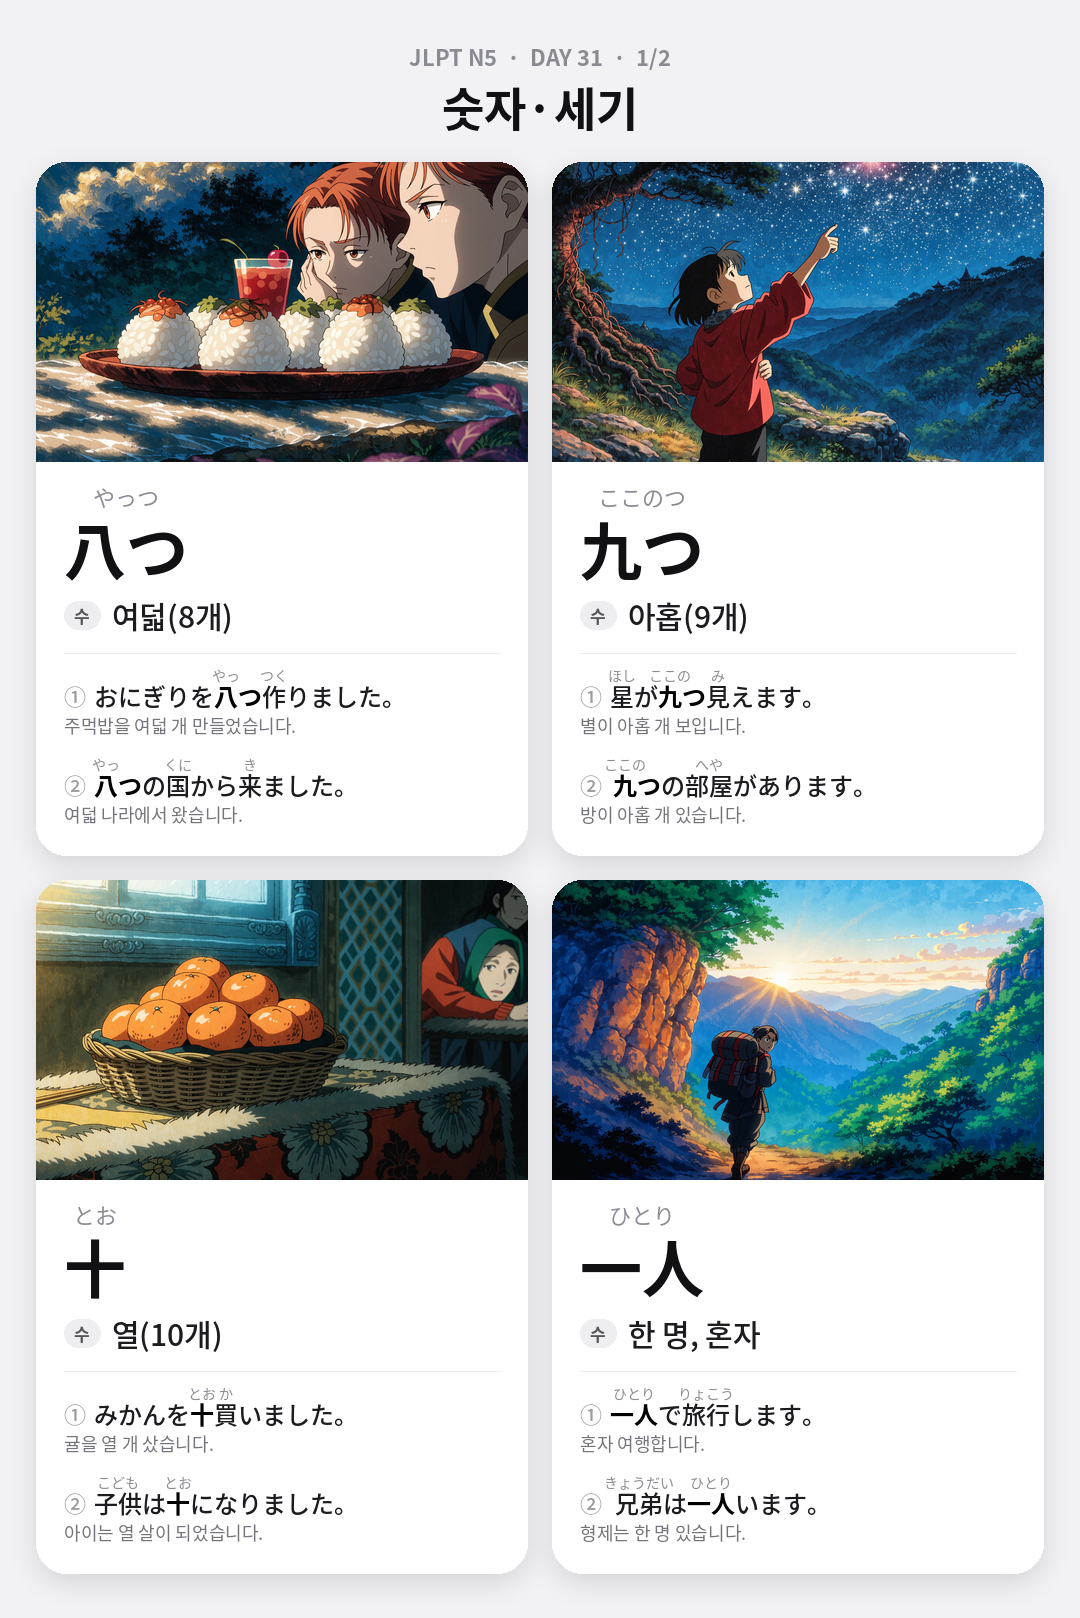 JLPT N5 · DAY 31 · 1/2
숫자·세기
やっつ
八つ
수 여덟(8개)
やっ つく
① おにぎりを八つ作りました。
주먹밥을 여덟 개 만들었습니다.
やっ くに き
② 八つの国から来ました。
여덟 나라에서 왔습니다.
ここのつ
九つ
수 아홉(9개)
ほし ここの み
① 星が九つ見えます。
별이 아홉 개 보입니다.
ここの へや
② 九つの部屋があります。
방이 아홉 개 있습니다.
とお
十
수 열(10개)
とお か
① みかんを十買いました。
귤을 열 개 샀습니다.
こども とお
② 子供は十になりました。
아이는 열 살이 되었습니다.
ひとり
一人
수 한 명, 혼자
ひとり りょこう
① 一人で旅行します。
혼자 여행합니다.
きょうだい ひとり
② 兄弟は一人います。
형제는 한 명 있습니다.